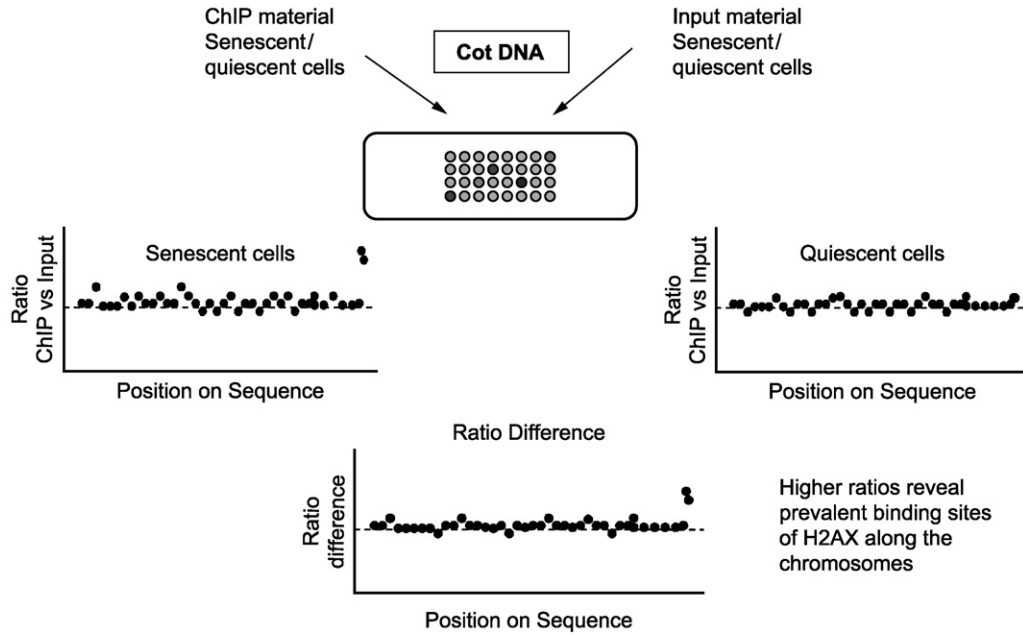 ChIP material
Senescent/
quiescent cells
Cot DNA
Input material
Senescent/
quiescent cells
Senescent cells
Ratio
ChIP vs Input
Position on Sequence
Quiescent cells
Ratio
ChIP vs Input
Position on Sequence
Ratio Difference
Ratio
difference
Position on Sequence
Higher ratios reveal
prevalent binding sites
of H2AX along the
chromosomes